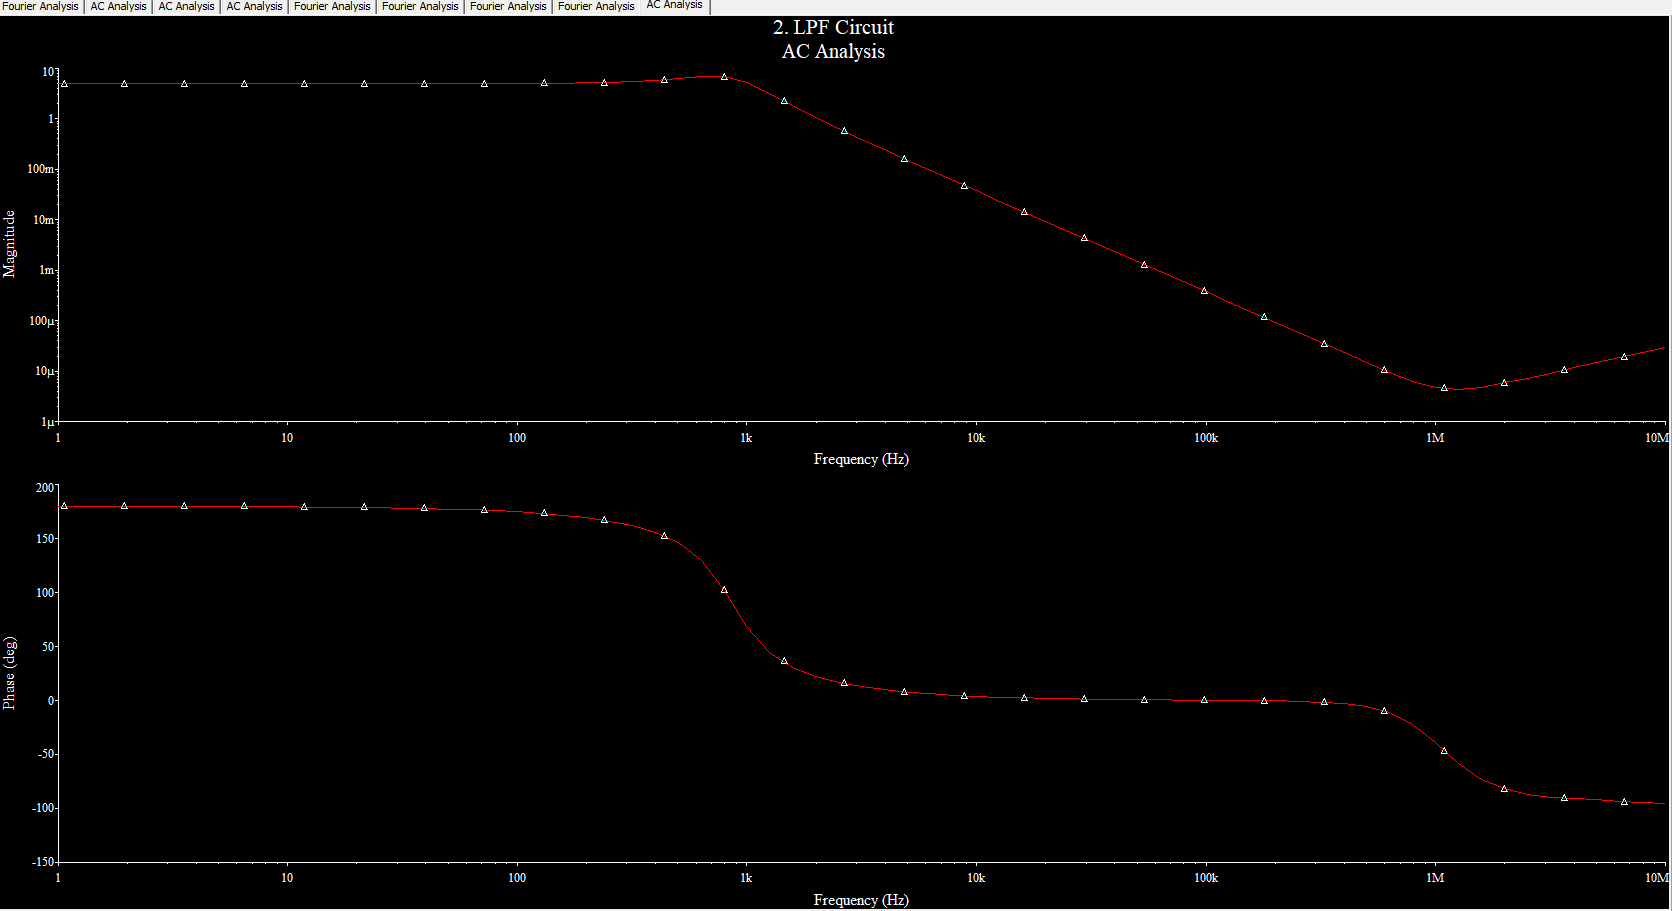 Fourier Analysis AC Analysis AC Analysis AC Analysis Fourier Analysis Fourier Analysis Fourier Analysis Fourier Analysis AC Analysis
2. LPF Circuit
AC Analysis
Magnitude
10
1
100m
10m
1m
100µ
10µ
1µ
1 10 100 1k 10k 100k 1M 10M
Frequency (Hz)
Phase (deg)
200
150
100
50
0
-50
-100
-150
1 10 100 1k 10k 100k 1M 10M
Frequency (Hz)